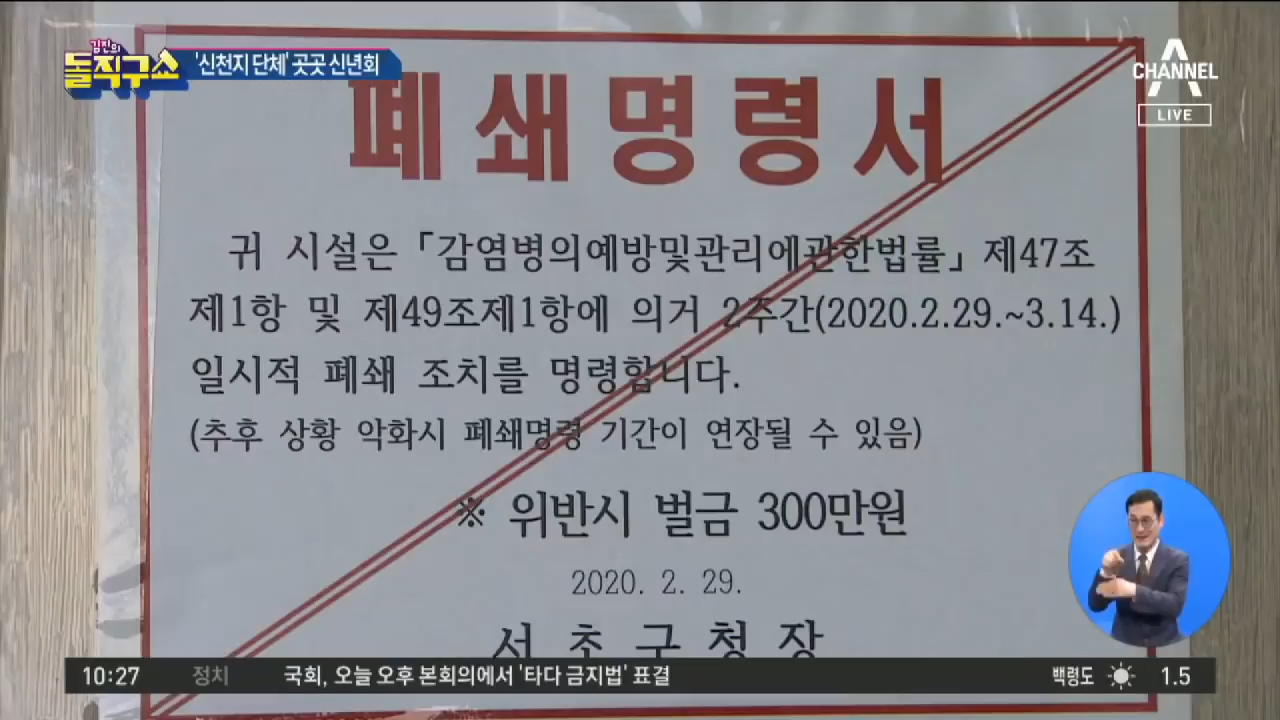 김진의
돌직구쇼
'신천지 단체' 곳곳 신년회
CHANNEL A
LIVE
폐쇄명령서
귀 시설은 「감염병의예방및관리에관한법률」 제47조
제1항 및 제49조제1항에 의거 2주간(2020.2.29.~3.14.)
일시적 폐쇄 조치를 명령합니다.
(추후 상황 악화시 폐쇄명령 기간이 연장될 수 있음)
※ 위반시 벌금 300만원
2020. 2. 29.
서 초 구 청 장
10:27 정치 국회, 오늘 오후 본회의에서 '타다 금지법' 표결 백령도 1.5